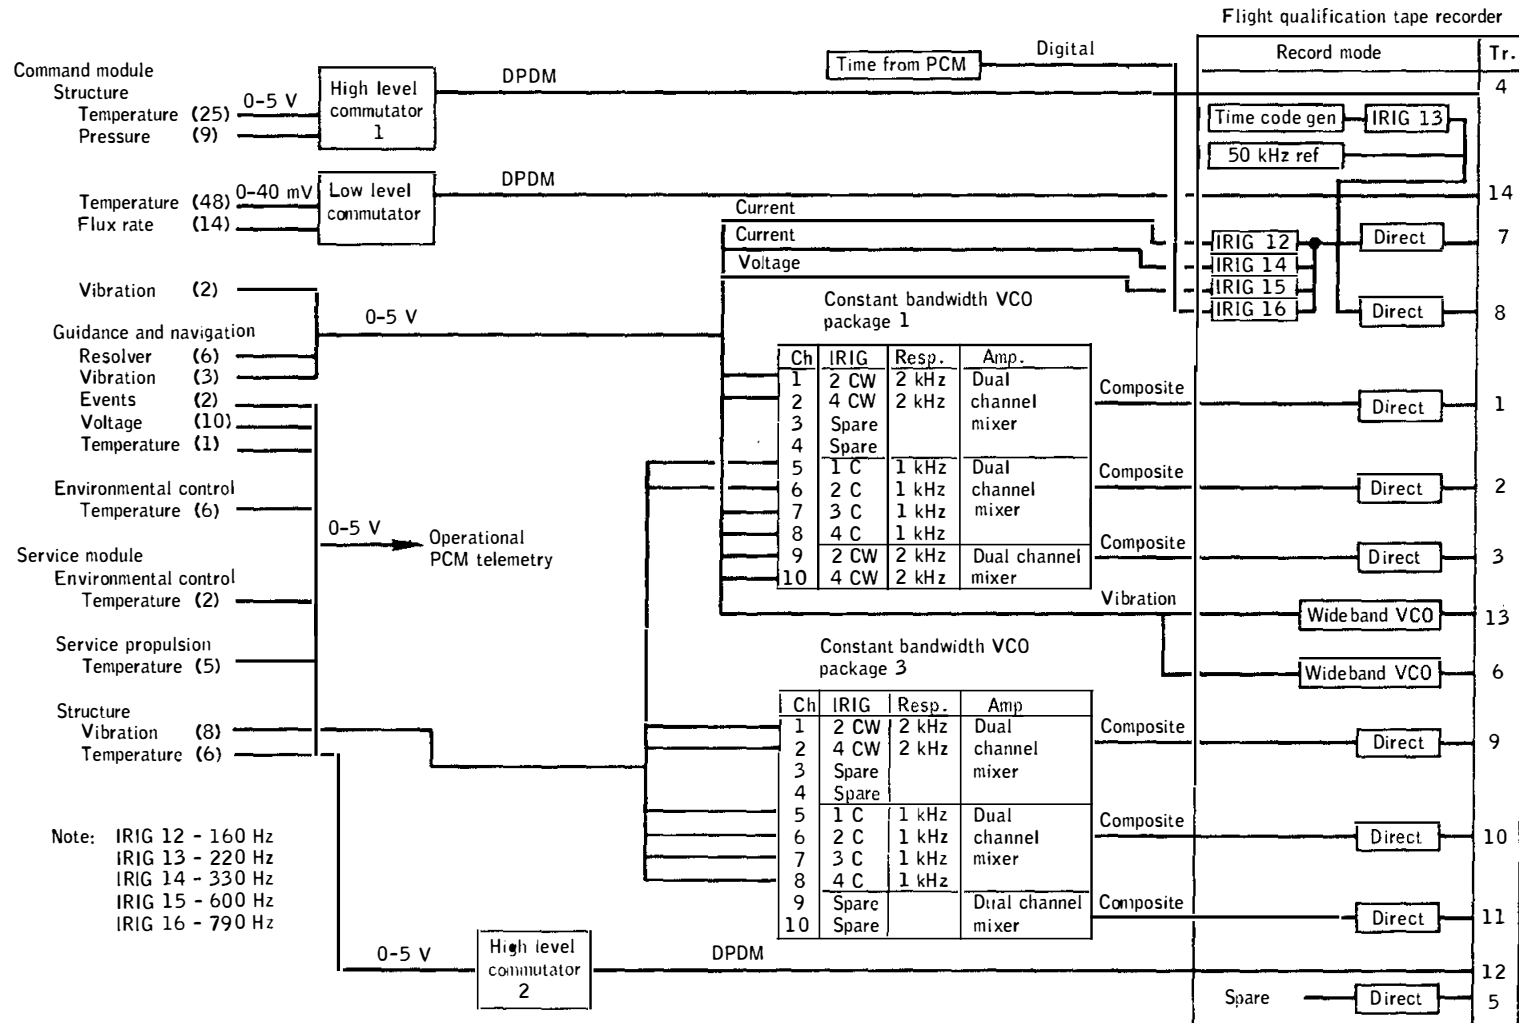 Flight qualification tape recorder
Record mode
Tr.
Command module
Structure
Temperature (25)
Pressure (9)
0-5 V
High level
commutator
1
DPDM
Time from PCM
Digital
4
Time code gen
IRIG 13
50 kHz ref
Temperature (48)
Flux rate (14)
0-40 mV
Low level
commutator
DPDM
14
Current
Current
Voltage
IRIG 12
IRIG 14
IRIG 15
IRIG 16
Direct
7
Direct
8
Vibration (2)
Guidance and navigation
Resolver (6)
Vibration (3)
Events (2)
Voltage (10)
Temperature (1)
0-5 V
Environmental control
Temperature (6)
0-5 V
Operational
PCM telemetry
Service module
Environmental control
Temperature (2)
Service propulsion
Temperature (5)
Structure
Vibration (8)
Temperature (6)
Constant bandwidth VCO
package 1
Ch IRIG Resp. Amp.
1 2 CW 2 kHz Dual
2 4 CW 2 kHz channel
3 Spare mixer
4 Spare
5 1 C 1 kHz Dual
6 2 C 1 kHz channel
7 3 C 1 kHz mixer
8 4 C 1 kHz
9 2 CW 2 kHz Dual channel
10 4 CW 2 kHz mixer
Composite
Direct
1
Composite
Direct
2
Composite
Direct
3
Vibration
Wideband VCO
13
Wideband VCO
6
Constant bandwidth VCO
package 3
Ch IRIG Resp. Amp
1 2 CW 2 kHz Dual
2 4 CW 2 kHz channel
3 Spare mixer
4 Spare
5 1 C 1 kHz Dual
6 2 C 1 kHz channel
7 3 C 1 kHz mixer
8 4 C 1 kHz
9 Spare Dual channel
10 Spare mixer
Composite
Direct
9
Composite
Direct
10
Composite
Direct
11
Note: IRIG 12 - 160 Hz
IRIG 13 - 220 Hz
IRIG 14 - 330 Hz
IRIG 15 - 600 Hz
IRIG 16 - 790 Hz
0-5 V
High level
commutator
2
DPDM
12
Spare
Direct
5